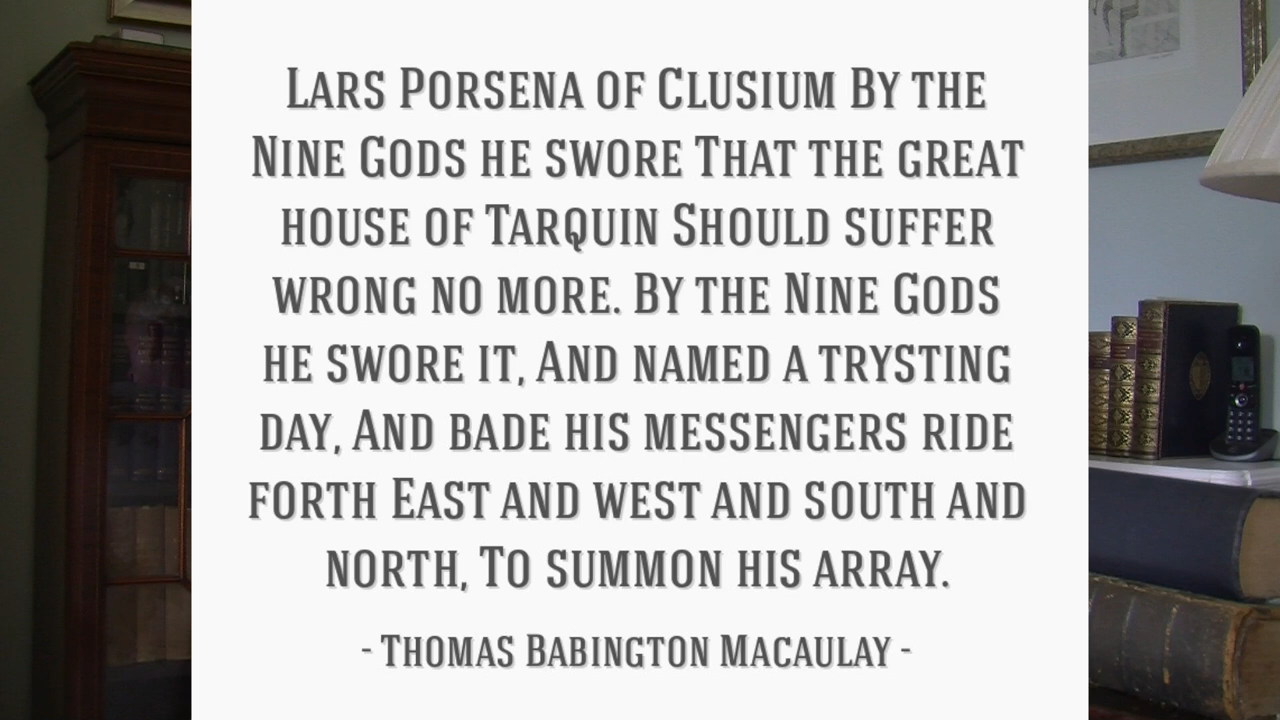 Lars Porsena of Clusium By the
Nine Gods he swore That the great
house of Tarquin Should suffer
wrong no more. By the Nine Gods
he swore it, And named a trysting
day, And bade his messengers ride
forth East and west and south and
north, To summon his array.
- Thomas Babington Macaulay -